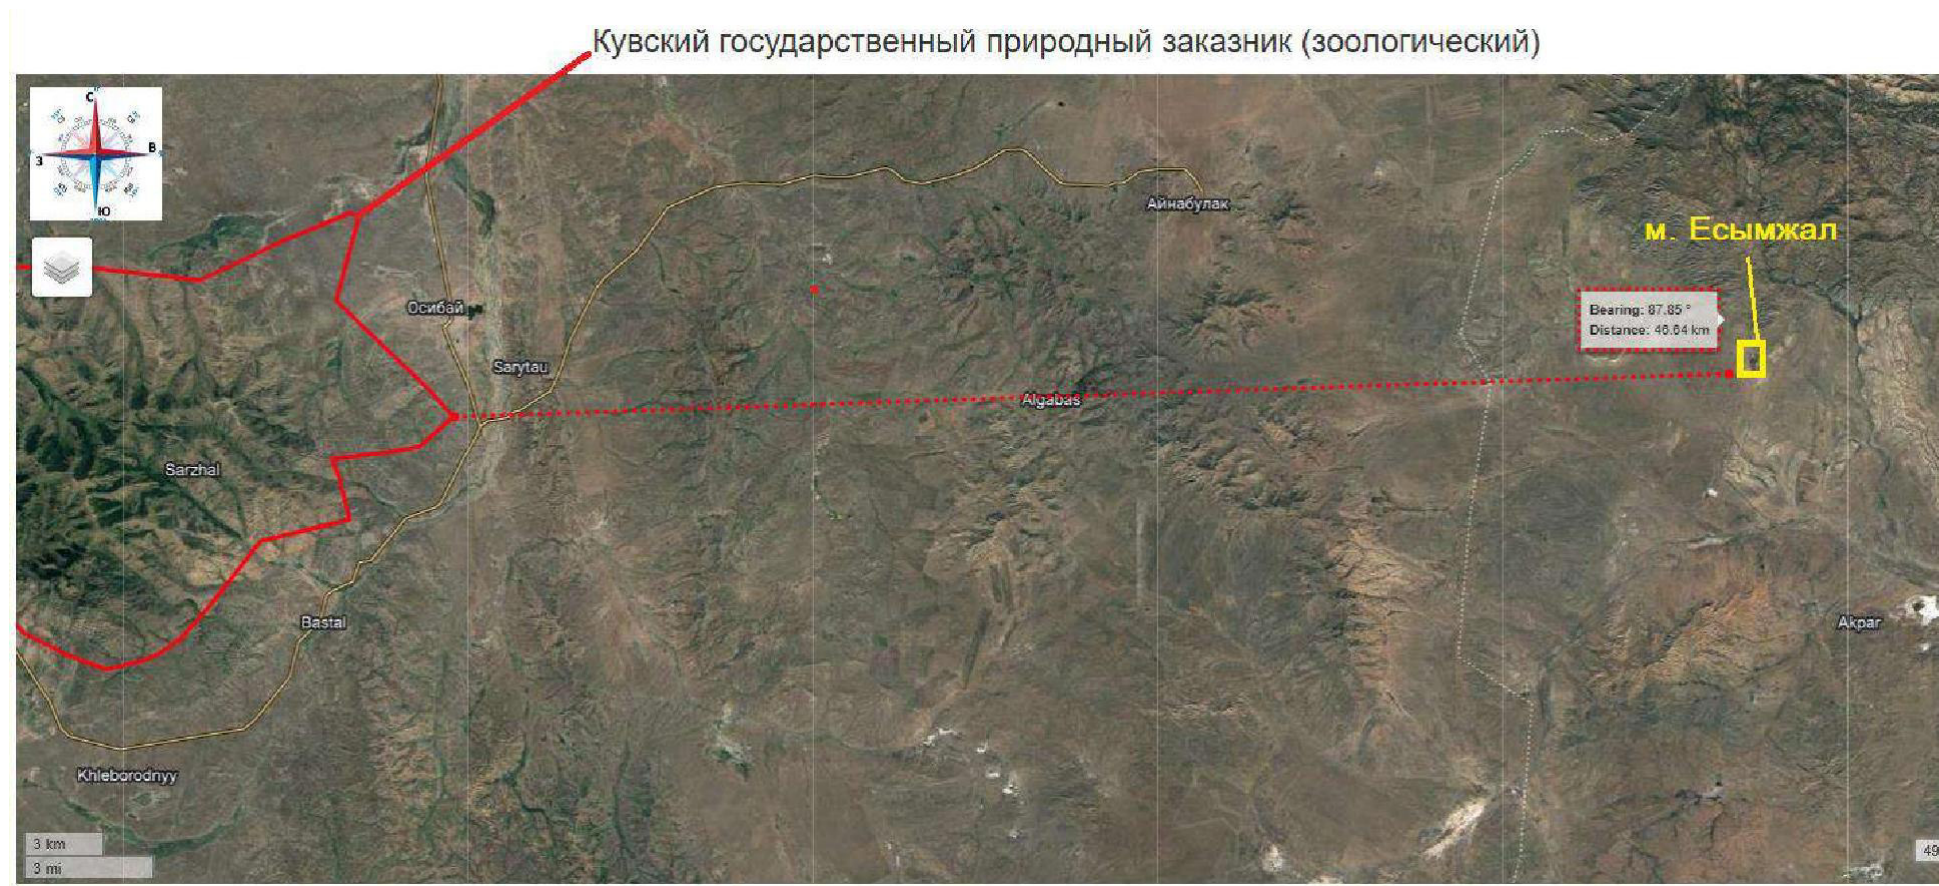 Кувский государственный природный заказник (зоологический)
С
В
З
Ю
Айнабулак
м. Есымжал
Осибай
Bearing: 87.85 °
Distance: 46.64 km
Sarytau
Algabas
Sarzhal
Bastal
Akpar
Khleborodnyy
3 km
3 mi
49